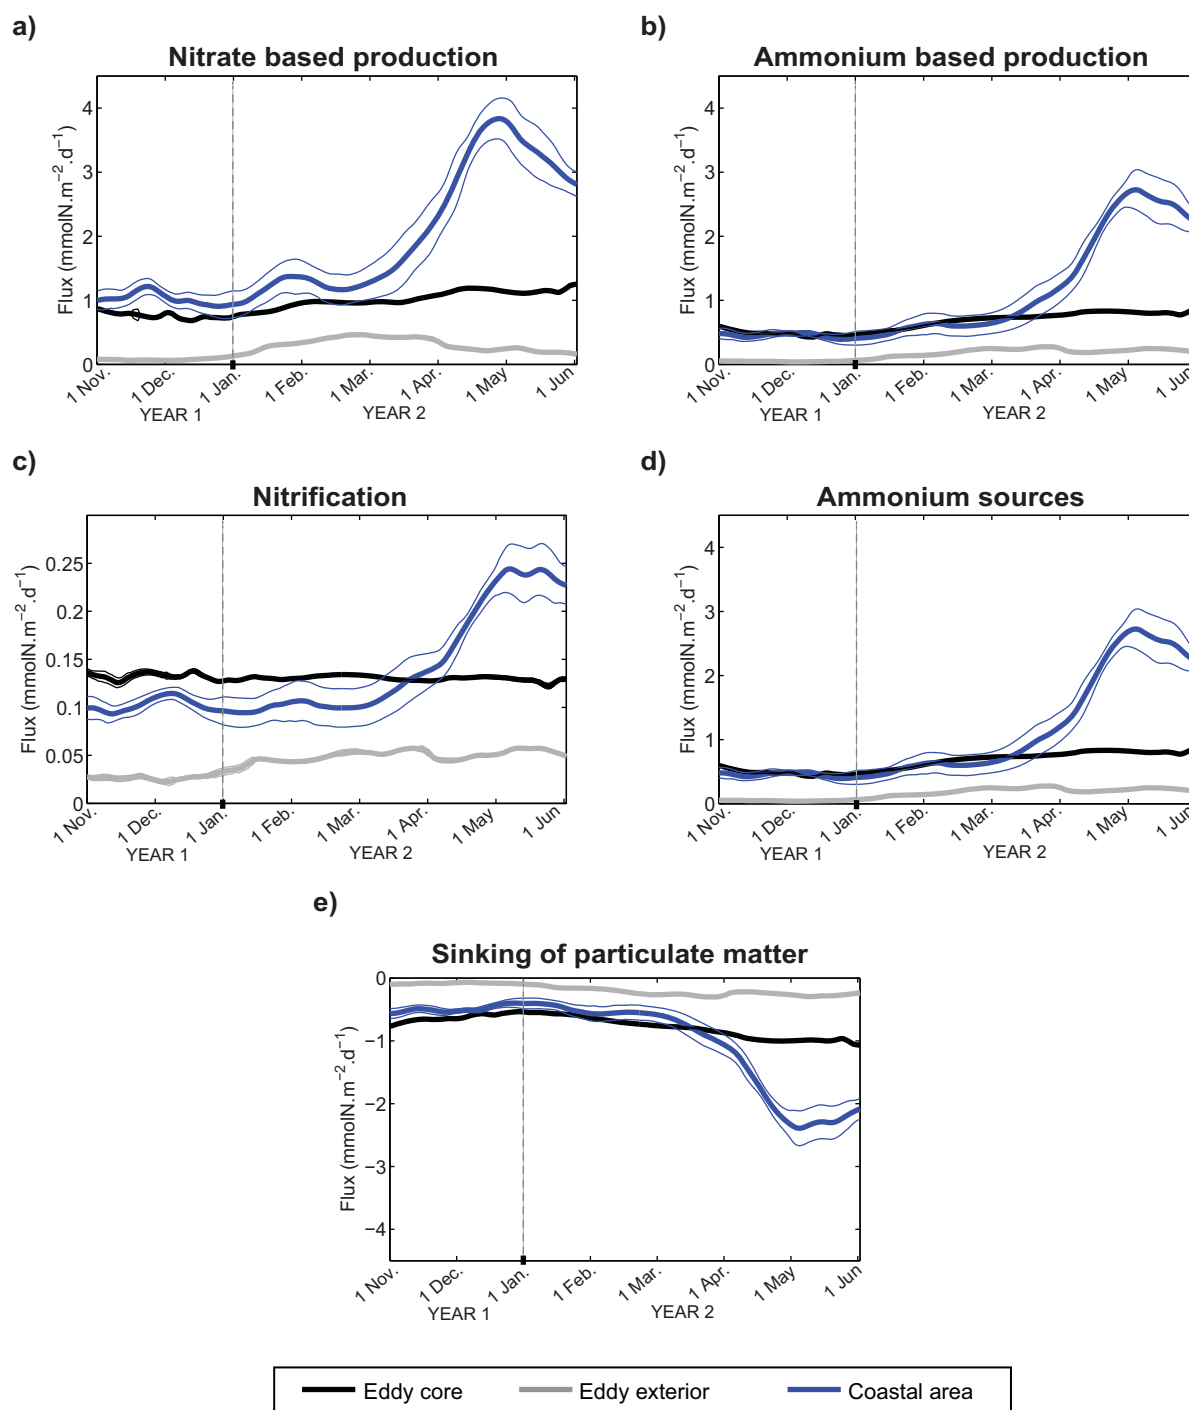 a)
Nitrate based production
Flux (mmolN.m−2.d−1)
4
3
2
1
0
1 Nov.
1 Dec.
1 Jan.
1 Feb.
1 Mar.
1 Apr.
1 May
1 Jun
YEAR 1
YEAR 2
b)
Ammonium based production
Flux (mmolN.m−2.d−1)
4
3
2
1
0
1 Nov.
1 Dec.
1 Jan.
1 Feb.
1 Mar.
1 Apr.
1 May
1 Jun
YEAR 1
YEAR 2
c)
Nitrification
Flux (mmolN.m−2.d−1)
0.25
0.2
0.15
0.1
0.05
0
1 Nov.
1 Dec.
1 Jan.
1 Feb.
1 Mar.
1 Apr.
1 May
1 Jun
YEAR 1
YEAR 2
d)
Ammonium sources
Flux (mmolN.m−2.d−1)
4
3
2
1
0
1 Nov.
1 Dec.
1 Jan.
1 Feb.
1 Mar.
1 Apr.
1 May
1 Jun
YEAR 1
YEAR 2
e)
Sinking of particulate matter
Flux (mmolN.m−2.d−1)
0
−1
−2
−3
−4
1 Nov.
1 Dec.
1 Jan.
1 Feb.
1 Mar.
1 Apr.
1 May
1 Jun
YEAR 1
YEAR 2
Eddy core
Eddy exterior
Coastal area